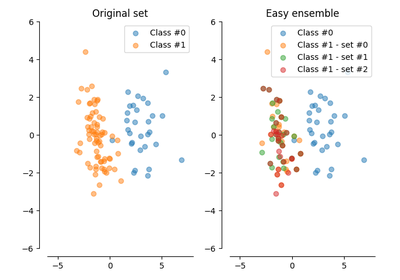 Original set
Class #0
Class #1
6
4
2
0
−2
−4
−6
−5
0
5
Easy ensemble
Class #0
Class #1 - set #0
Class #1 - set #1
Class #1 - set #2
6
4
2
0
−2
−4
−6
−5
0
5